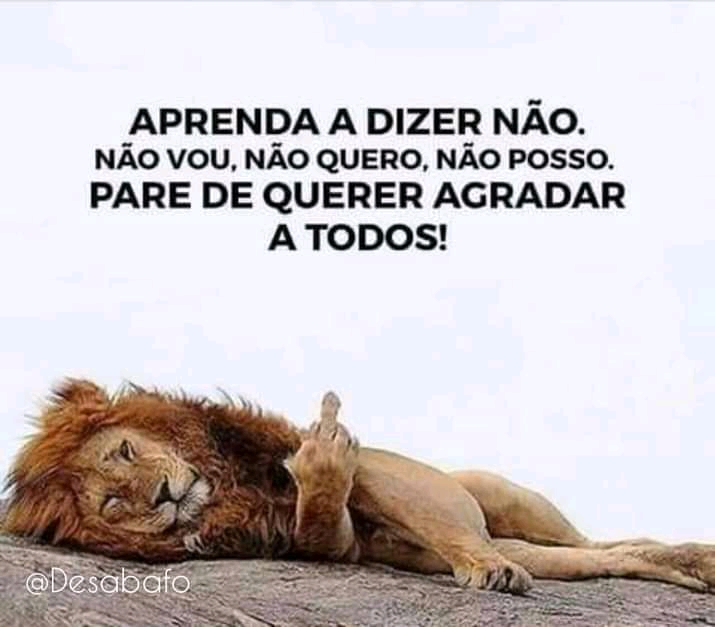 APRENDA A DIZER NÃO.
NÃO VOU, NÃO QUERO, NÃO POSSO.
PARE DE QUERER AGRADAR
A TODOS!
@Desabafo